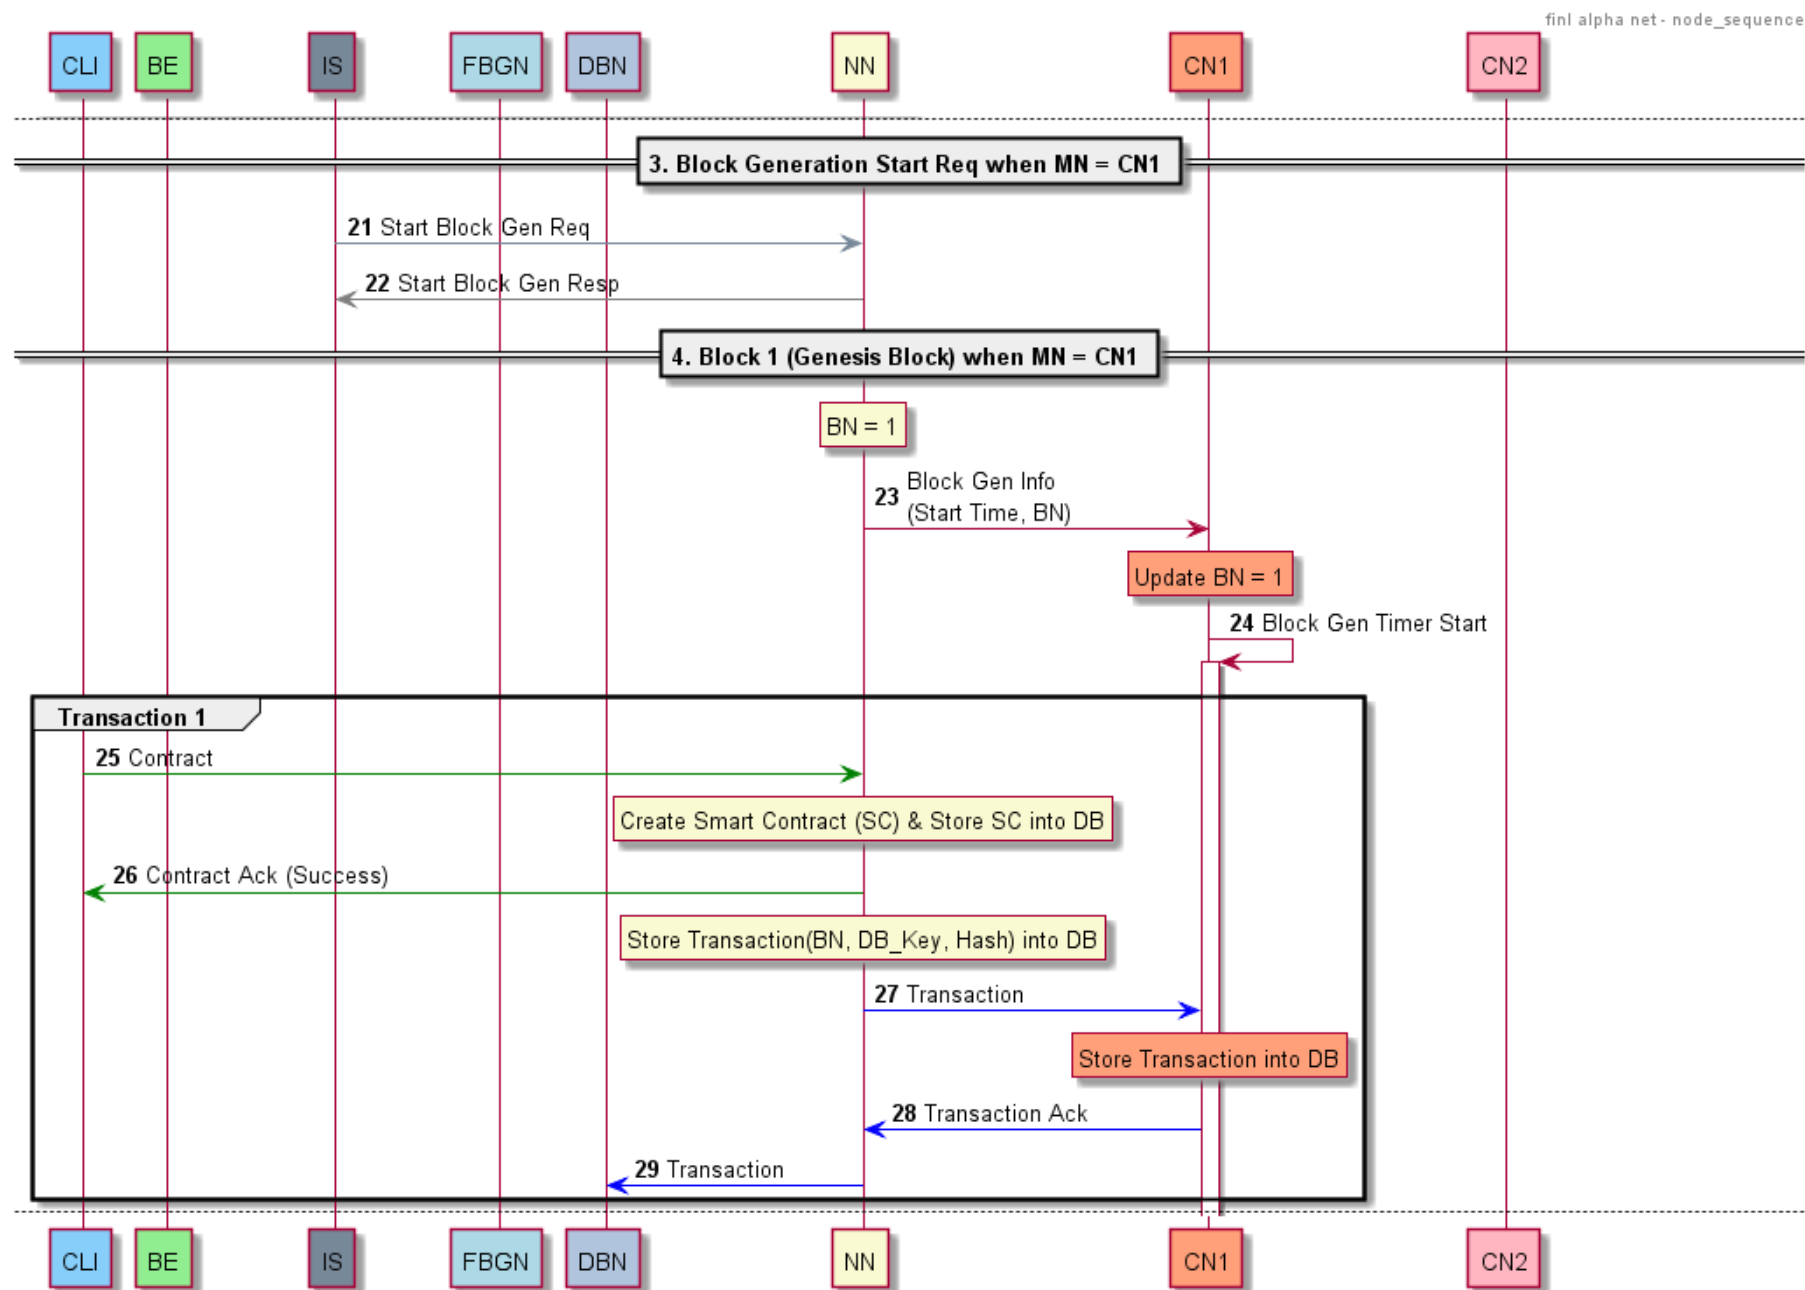 finl alpha net - node_sequence
CLI BE IS FBGN DBN NN CN1 CN2
3. Block Generation Start Req when MN = CN1
21 Start Block Gen Req
22 Start Block Gen Resp
4. Block 1 (Genesis Block) when MN = CN1
BN = 1
23 Block Gen Info
(Start Time, BN)
Update BN = 1
24 Block Gen Timer Start
Transaction 1
25 Contract
Create Smart Contract (SC) & Store SC into DB
26 Contract Ack (Success)
Store Transaction(BN, DB_Key, Hash) into DB
27 Transaction
Store Transaction into DB
28 Transaction Ack
29 Transaction
CLI BE IS FBGN DBN NN CN1 CN2